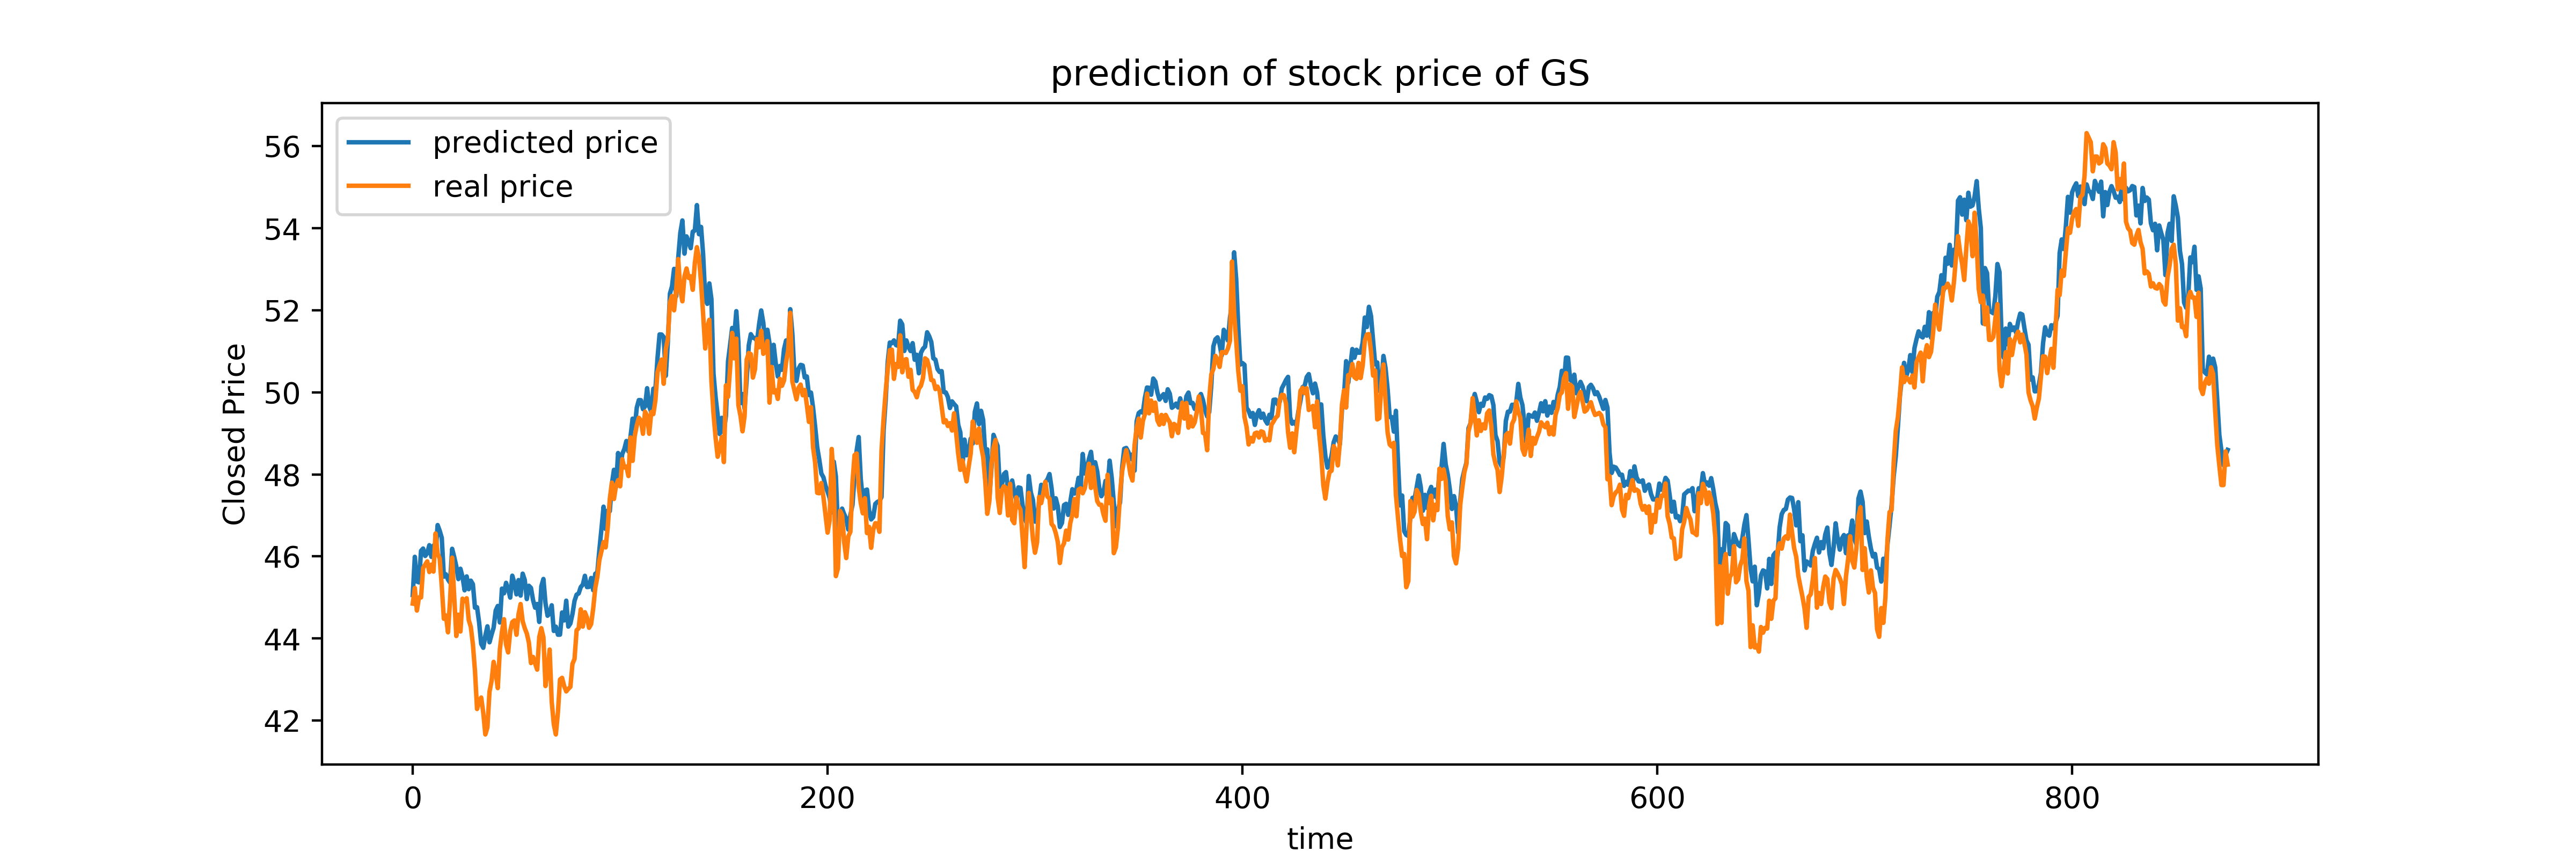 prediction of stock price of GS
predicted price
real price
56
54
52
50
48
46
44
42
Closed Price
0 200 400 600 800
time